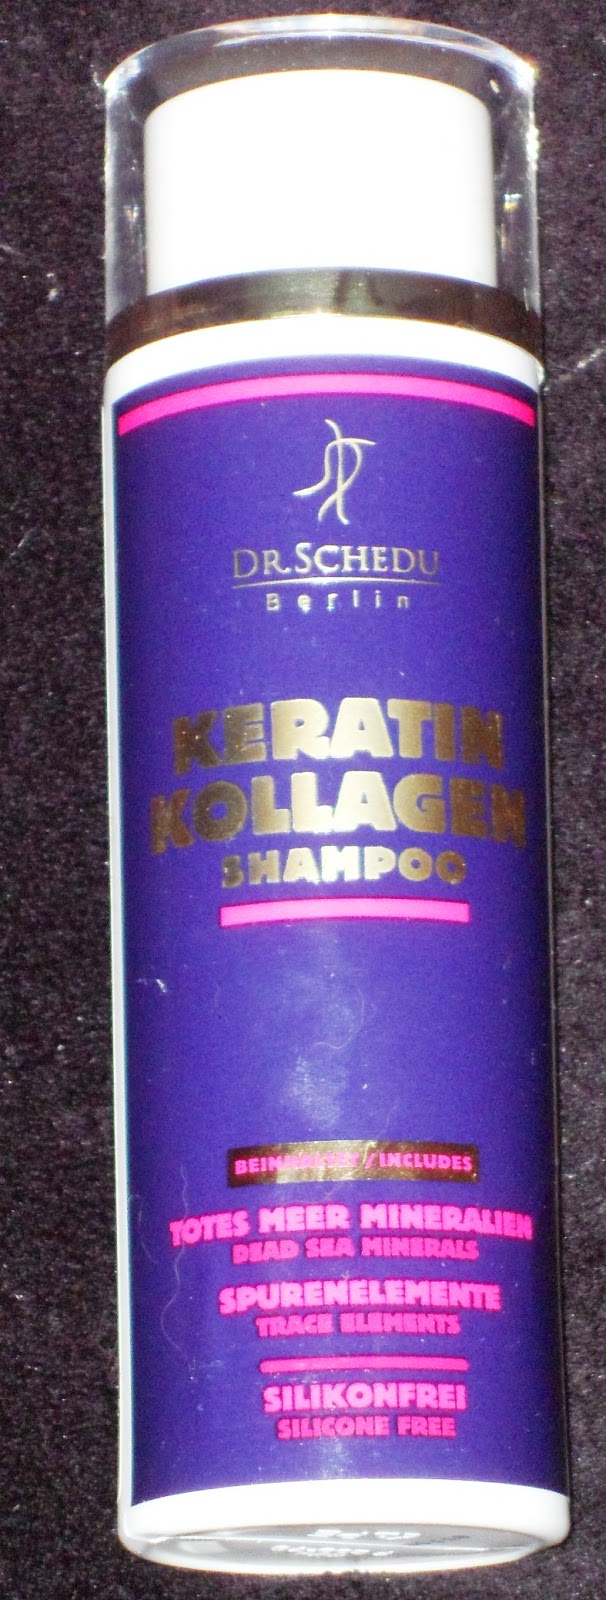 DR. SCHEDU
Berlin
KERATIN
KOLLAGEN
SHAMPOO
BEINHALTET / INCLUDES
TOTES MEER MINERALIEN
DEAD SEA MINERALS
SPURENELEMENTE
TRACE ELEMENTS
SILIKONFREI
SILICONE FREE